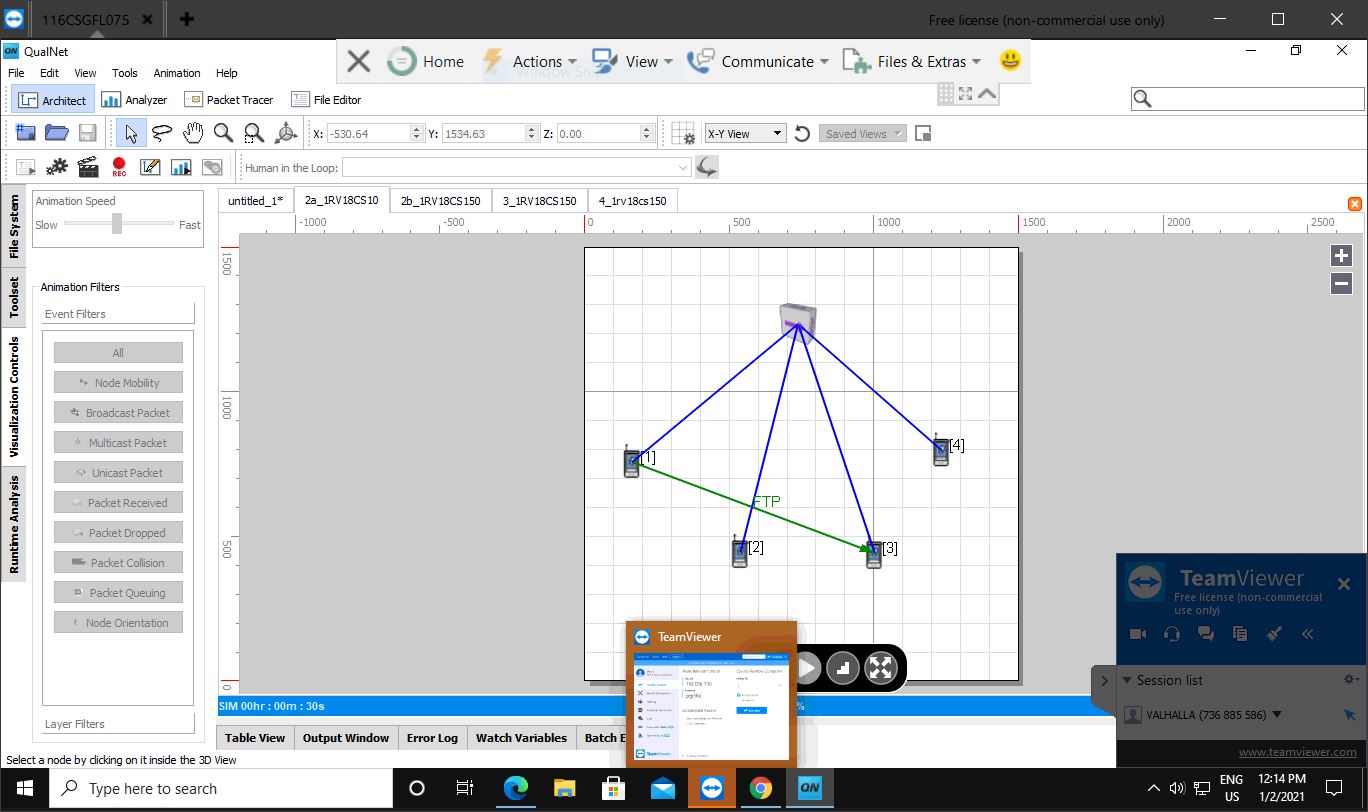 116CSGFL075
Free license (non-commercial use only)
QN QualNet
File Edit View Tools Animation Help
Home Actions View Communicate Files & Extras
Architect Analyzer Packet Tracer File Editor
X: -530.64 Y: 1534.63 Z: 0.00 X-Y View Saved Views
REC Human in the Loop:
File System
Toolset
Visualization Controls
Runtime Analysis
Animation Speed
Slow Fast
Animation Filters
Event Filters
All
Node Mobility
Broadcast Packet
Multicast Packet
Unicast Packet
Packet Received
Packet Dropped
Packet Collision
Packet Queuing
Node Orientation
Layer Filters
untitled_1* 2a_1RV18CS10 2b_1RV18CS150 3_1RV18CS150 4_1rv18cs150
-1000 -500 0 500 1000 1500 2000 2500
1500
1000
500
0
[1]
[4]
FTP
[2]
[3]
TeamViewer
SIM 00hr : 00m : 30s %
Table View Output Window Error Log Watch Variables Batch E
TeamViewer
Free license (non-commercial
use only)
Session list
VALHALLA (736 885 586)
www.teamviewer.com
Select a node by clicking on it inside the 3D View
Type here to search
QN
ENG
US
12:14 PM
1/2/2021